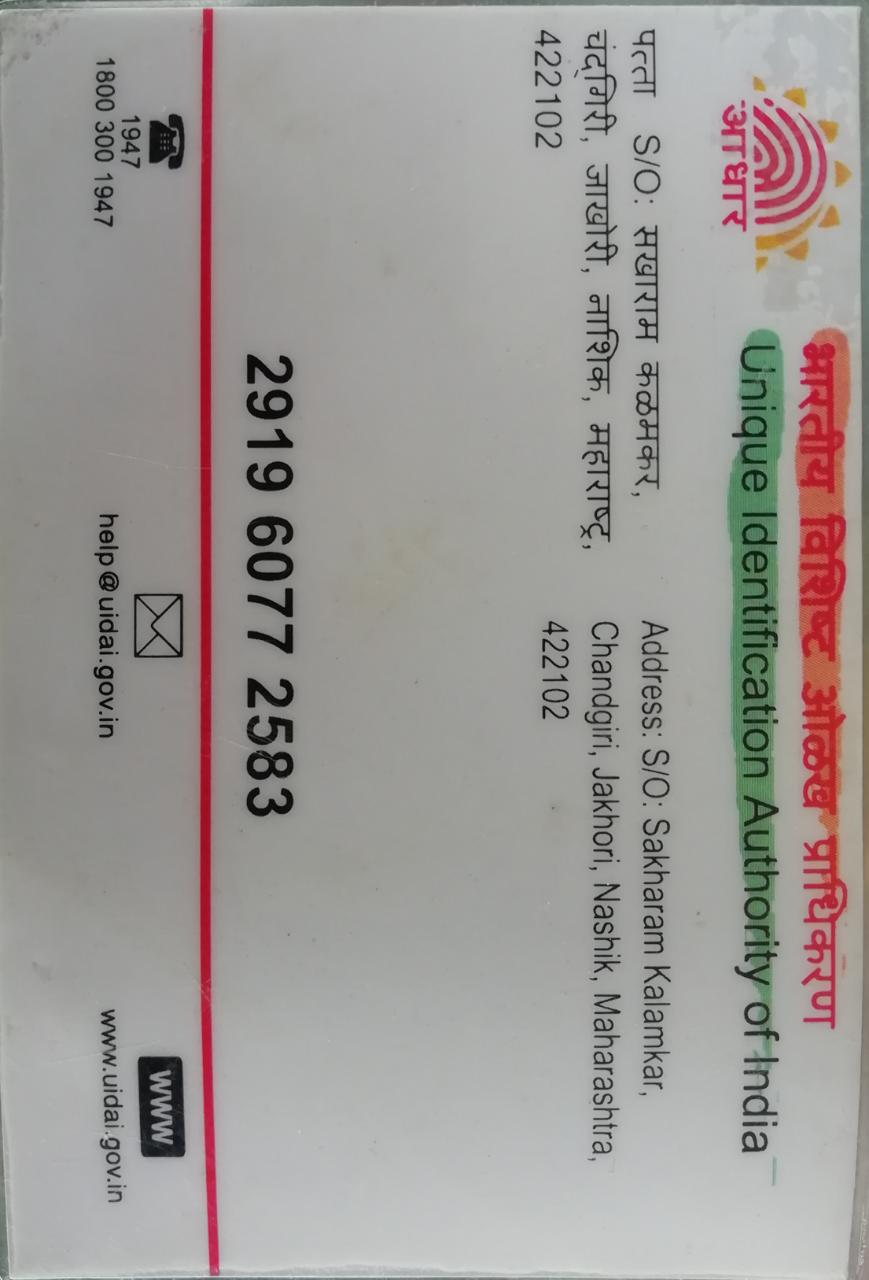 आधार
भारतीय विशिष्ट ओळख प्राधिकरण
Unique Identification Authority of India
पत्ता S/O: सखाराम कळमकर,
चंद्रगिरी, जाखोरी, नाशिक, महाराष्ट्र,
422102
Address: S/O: Sakharam Kalamkar,
Chandgiri, Jakhori, Nashik, Maharashtra,
422102
2919 6077 2583
1947
1800 300 1947
help@uidai.gov.in
WWW
www.uidai.gov.in